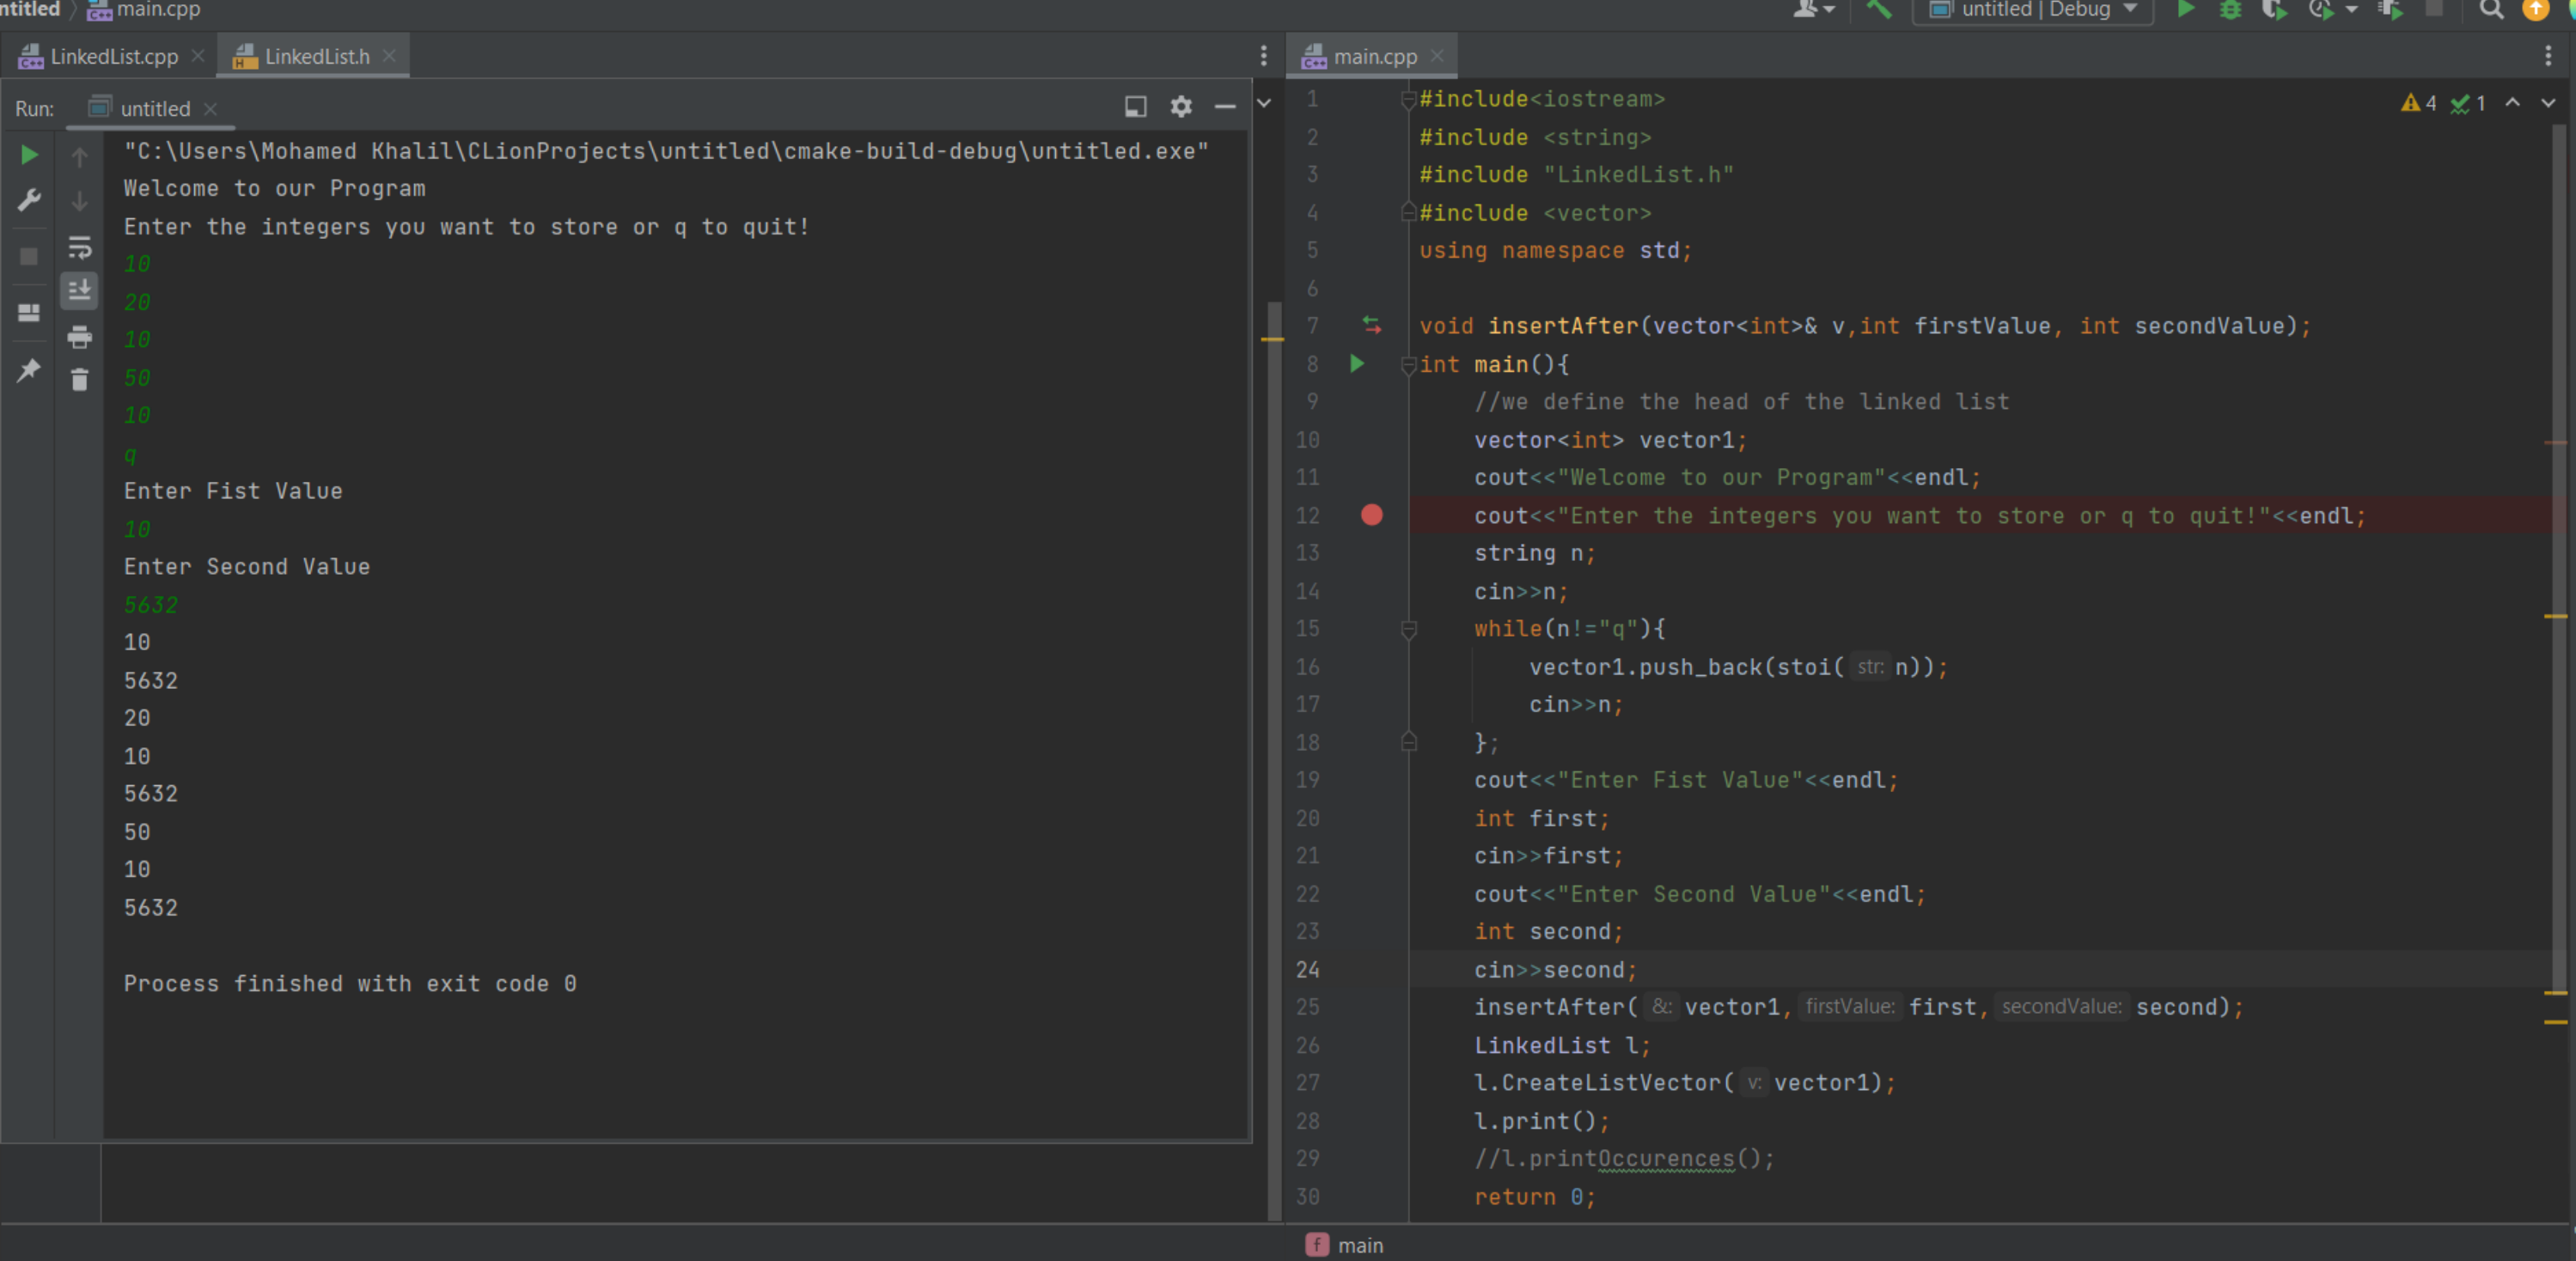 ntitled main.cpp
untitled | Debug
LinkedList.cpp LinkedList.h
main.cpp
Run: untitled
"C:\Users\Mohamed Khalil\CLionProjects\untitled\cmake-build-debug\untitled.exe"
Welcome to our Program
Enter the integers you want to store or q to quit!
10
20
10
50
10
q
Enter Fist Value
10
Enter Second Value
5632
10
5632
20
10
5632
50
10
5632
Process finished with exit code 0
4 1
1 #include<iostream>
2 #include <string>
3 #include "LinkedList.h"
4 #include <vector>
5 using namespace std;
6
7 void insertAfter(vector<int>& v,int firstValue, int secondValue);
8 int main(){
9 //we define the head of the linked list
10 vector<int> vector1;
11 cout<<"Welcome to our Program"<<endl;
12 cout<<"Enter the integers you want to store or q to quit!"<<endl;
13 string n;
14 cin>>n;
15 while(n!="q"){
16 vector1.push_back(stoi( str: n));
17 cin>>n;
18 };
19 cout<<"Enter Fist Value"<<endl;
20 int first;
21 cin>>first;
22 cout<<"Enter Second Value"<<endl;
23 int second;
24 cin>>second;
25 insertAfter( &: vector1, firstValue: first, secondValue: second);
26 LinkedList l;
27 l.CreateListVector( v: vector1);
28 l.print();
29 //l.printOccurences();
30 return 0;
f main